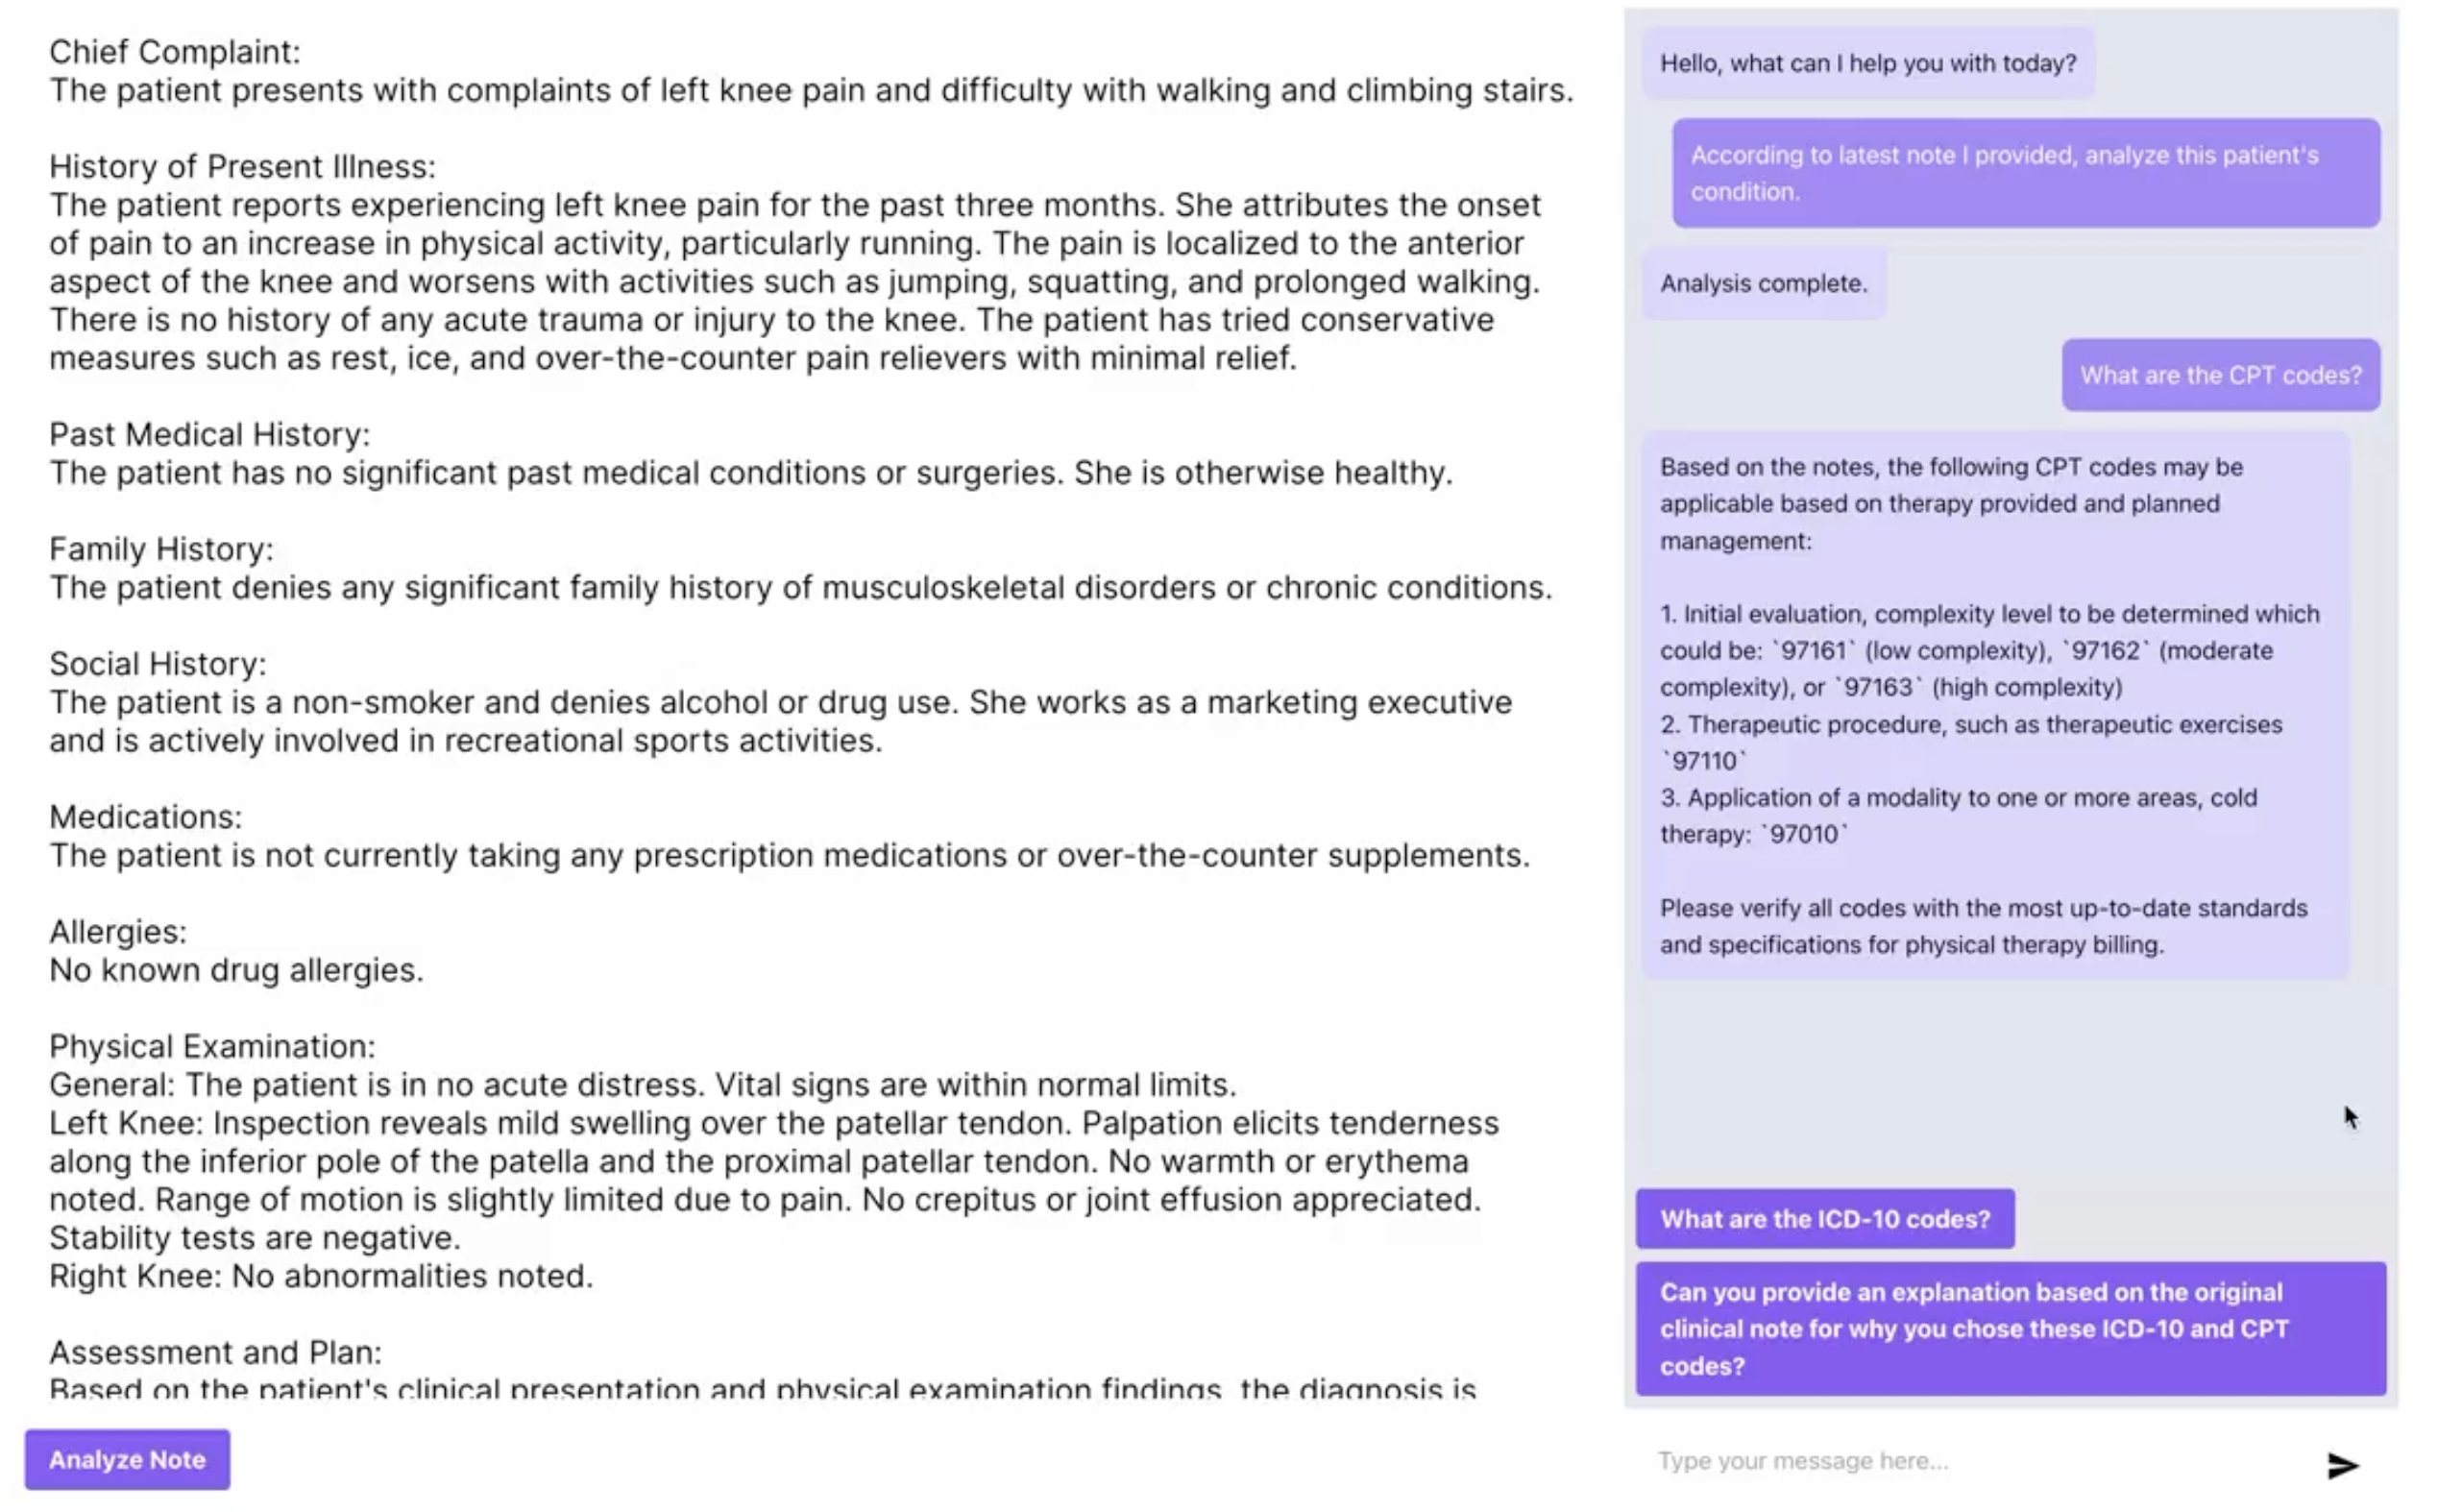 Chief Complaint:
The patient presents with complaints of left knee pain and difficulty with walking and climbing stairs.
History of Present Illness:
The patient reports experiencing left knee pain for the past three months. She attributes the onset
of pain to an increase in physical activity, particularly running. The pain is localized to the anterior
aspect of the knee and worsens with activities such as jumping, squatting, and prolonged walking.
There is no history of any acute trauma or injury to the knee. The patient has tried conservative
measures such as rest, ice, and over-the-counter pain relievers with minimal relief.
Past Medical History:
The patient has no significant past medical conditions or surgeries. She is otherwise healthy.
Family History:
The patient denies any significant family history of musculoskeletal disorders or chronic conditions.
Social History:
The patient is a non-smoker and denies alcohol or drug use. She works as a marketing executive
and is actively involved in recreational sports activities.
Medications:
The patient is not currently taking any prescription medications or over-the-counter supplements.
Allergies:
No known drug allergies.
Physical Examination:
General: The patient is in no acute distress. Vital signs are within normal limits.
Left Knee: Inspection reveals mild swelling over the patellar tendon. Palpation elicits tenderness
along the inferior pole of the patella and the proximal patellar tendon. No warmth or erythema
noted. Range of motion is slightly limited due to pain. No crepitus or joint effusion appreciated.
Stability tests are negative.
Right Knee: No abnormalities noted.
Assessment and Plan:
Based on the patient's clinical presentation and physical examination findings, the diagnosis is
Analyze Note
Hello, what can I help you with today?
According to latest note I provided, analyze this patient's
condition.
Analysis complete.
What are the CPT codes?
Based on the notes, the following CPT codes may be
applicable based on therapy provided and planned
management:
1. Initial evaluation, complexity level to be determined which
could be: `97161` (low complexity), `97162` (moderate
complexity), or `97163` (high complexity)
2. Therapeutic procedure, such as therapeutic exercises
`97110`
3. Application of a modality to one or more areas, cold
therapy: `97010`
Please verify all codes with the most up-to-date standards
and specifications for physical therapy billing.
What are the ICD-10 codes?
Can you provide an explanation based on the original
clinical note for why you chose these ICD-10 and CPT
codes?
Type your message here...